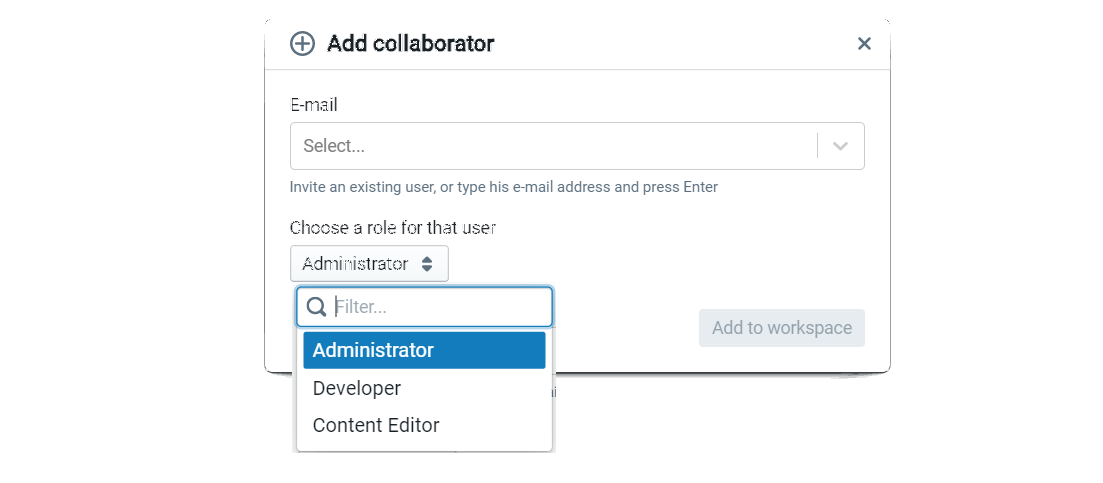 Add collaborator
E-mail
Select...
Invite an existing user, or type his e-mail address and press Enter
Choose a role for that user
Administrator
Filter...
Add to workspace
Administrator
Developer
Content Editor